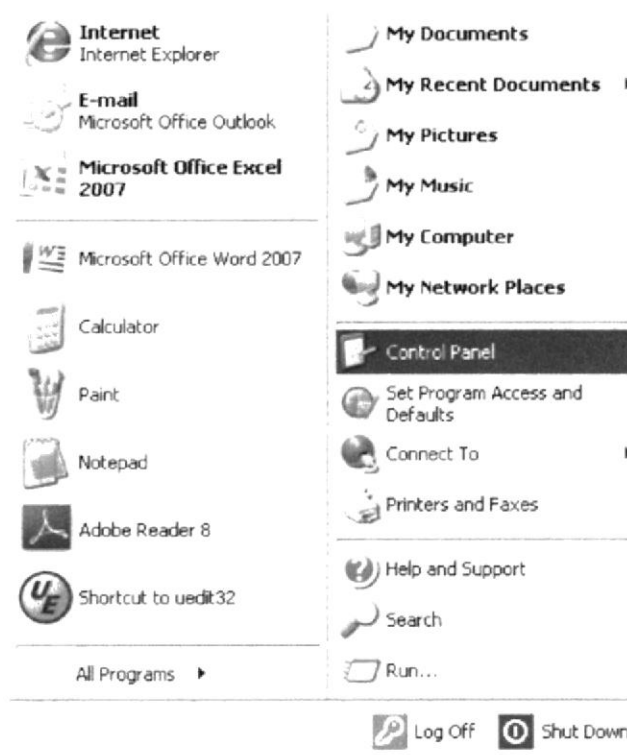 Internet
Internet Explorer
E-mail
Microsoft Office Outlook
Microsoft Office Excel
2007
Microsoft Office Word 2007
Calculator
Paint
Notepad
Adobe Reader 8
Shortcut to uedit32
All Programs
My Documents
My Recent Documents
My Pictures
My Music
My Computer
My Network Places
Control Panel
Set Program Access and
Defaults
Connect To
Printers and Faxes
Help and Support
Search
Run...
Log Off
Shut Down